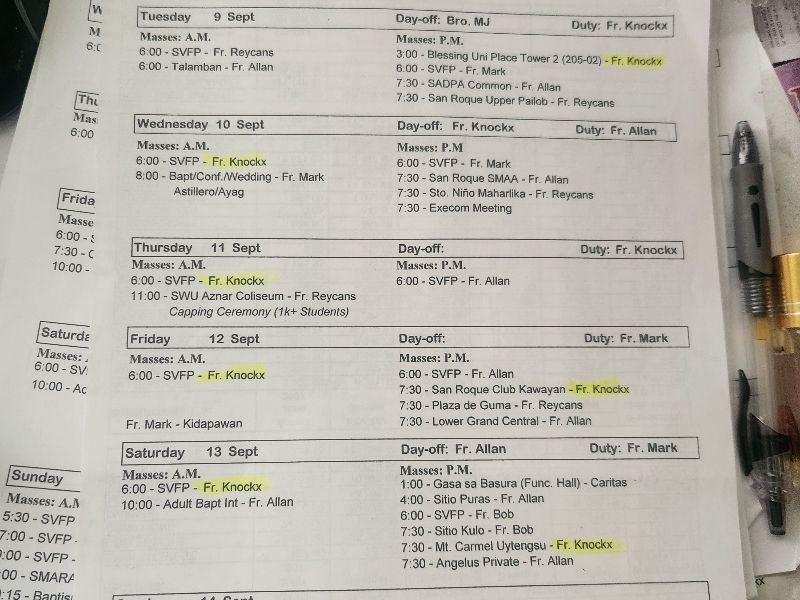 Tuesday 9 Sept Day-off: Bro. MJ Duty: Fr. Knockx
Masses: A.M.
6:00 - SVFP - Fr. Reycans
6:00 - Talamban - Fr. Allan
Masses: P.M.
3:00 - Blessing Uni Place Tower 2 (205-02) - Fr. Knockx
6:00 - SVFP - Fr. Mark
7:30 - SADPA Common - Fr. Allan
7:30 - San Roque Upper Pailob - Fr. Reycans
Wednesday 10 Sept Day-off: Fr. Knockx Duty: Fr. Allan
Masses: A.M.
6:00 - SVFP - Fr. Knockx
8:00 - Bapt/Conf./Wedding - Fr. Mark
Astillero/Ayag
Masses: P.M
6:00 - SVFP - Fr. Mark
7:30 - San Roque SMAA - Fr. Allan
7:30 - Sto. Niño Maharlika - Fr. Reycans
7:30 - Execom Meeting
Thursday 11 Sept Day-off: Duty: Fr. Knockx
Masses: A.M.
6:00 - SVFP - Fr. Knockx
11:00 - SWU Aznar Coliseum - Fr. Reycans
Capping Ceremony (1k+ Students)
Masses: P.M.
6:00 - SVFP - Fr. Allan
Friday 12 Sept Day-off: Duty: Fr. Mark
Masses: A.M.
6:00 - SVFP - Fr. Knockx
Fr. Mark - Kidapawan
Masses: P.M.
6:00 - SVFP - Fr. Allan
7:30 - San Roque Club Kawayan - Fr. Knockx
7:30 - Plaza de Guma - Fr. Reycans
7:30 - Lower Grand Central - Fr. Allan
Saturday 13 Sept Day-off: Fr. Allan Duty: Fr. Mark
Masses: A.M.
6:00 - SVFP - Fr. Knockx
10:00 - Adult Bapt Int - Fr. Allan
Masses: P.M.
1:00 - Gasa sa Basura (Func. Hall) - Caritas
4:00 - Sitio Puras - Fr. Allan
6:00 - SVFP - Fr. Bob
7:30 - Sitio Kulo - Fr. Bob
7:30 - Mt. Carmel Uytengsu - Fr. Knockx
7:30 - Angelus Private - Fr. Allan
W
M
Thu
Mas
6:00
Frida
Masse
6:00 -
7:30 -
10:00 -
Saturda
Masses:
6:00 - SV
10:00 - Ad
Sunday
Masses: A.M
5:30 - SVFP
7:00 - SVFP
:00 - SVFP -
:00 - SMARA
:15 - Baptis